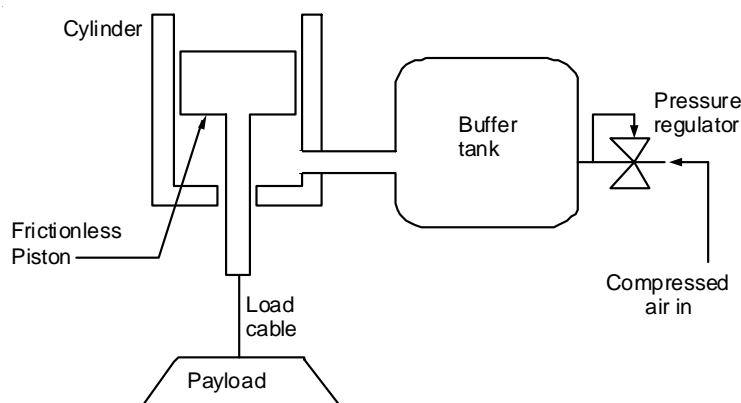 Cylinder
Buffer
tank
Pressure
regulator
Frictionless
Piston
Load
cable
Compressed
air in
Payload